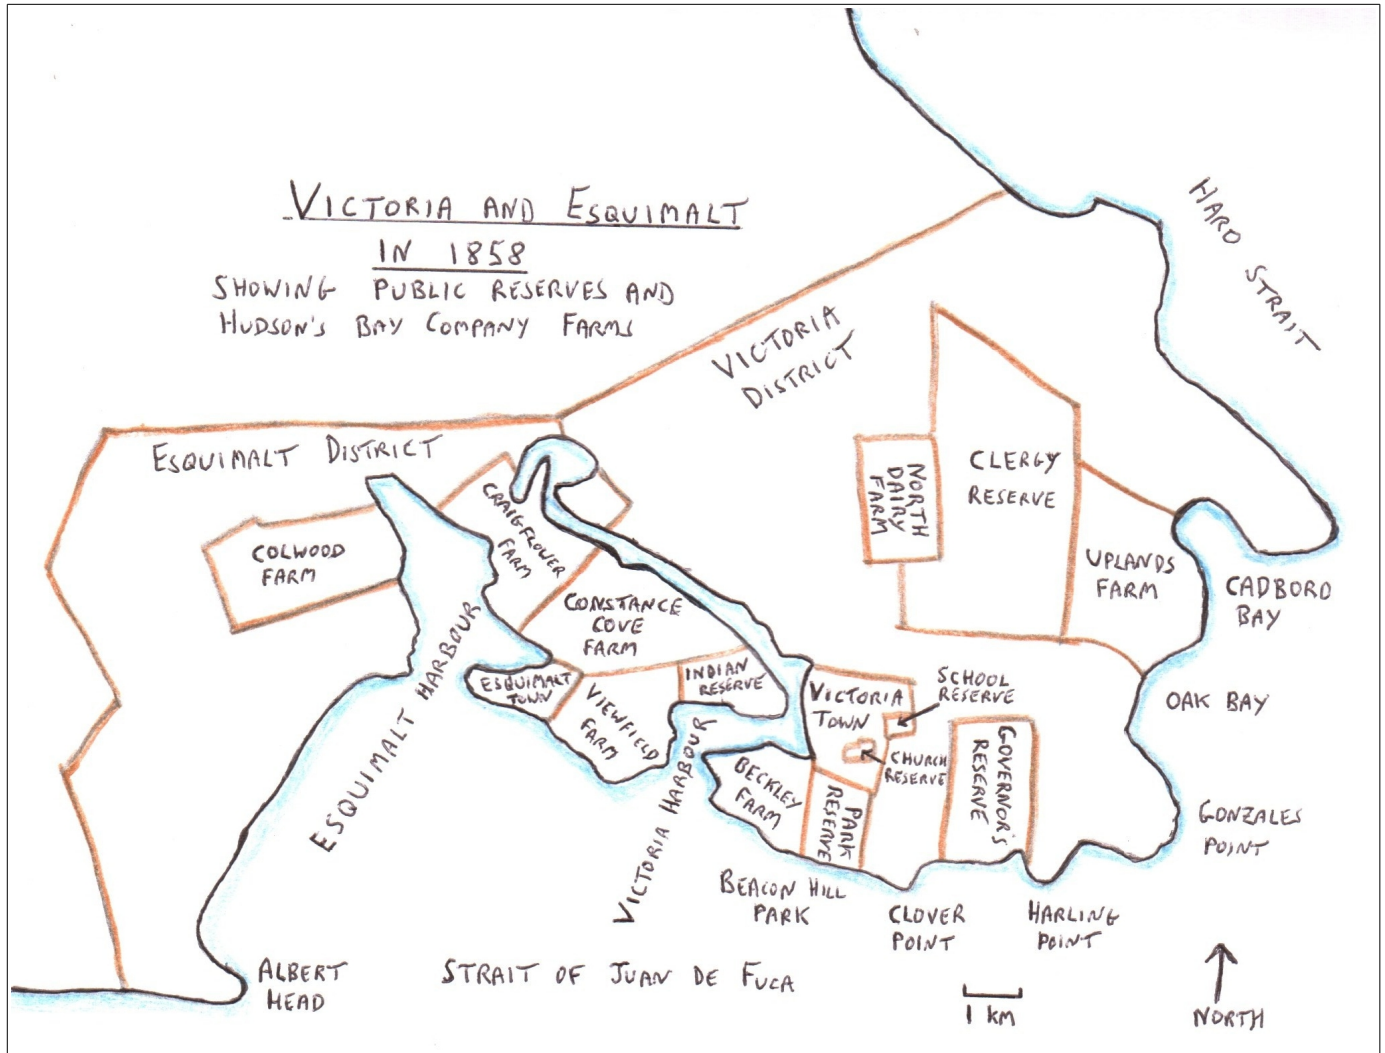 VICTORIA AND ESQUIMALT
IN 1858
SHOWING PUBLIC RESERVES AND
HUDSON'S BAY COMPANY FARMS
HARO STRAIT
VICTORIA
DISTRICT
ESQUIMALT DISTRICT
CLERGY
RESERVE
NORTH
DAIRY
FARM
CRAIGFLOWER
FARM
COLWOOD
FARM
UPLANDS
FARM
CADBORO
BAY
CONSTANCE
COVE
FARM
ESQUIMALT
TOWN
VIEWFIELD
FARM
INDIAN
RESERVE
VICTORIA
TOWN
SCHOOL
RESERVE
OAK BAY
CHURCH
RESERVE
GOVERNOR'S
RESERVE
ESQUIMALT HARBOUR
VICTORIA HARBOUR
BECKLEY
FARM
PARK
RESERVE
GONZALES
POINT
BEACON HILL
PARK
CLOVER
POINT
HARLING
POINT
ALBERT
HEAD
STRAIT OF JUAN DE FUCA
1 KM
NORTH